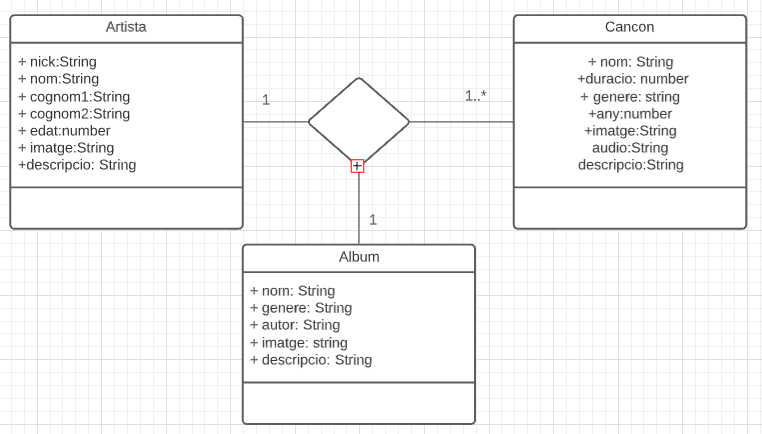 Artista
+ nick:String
+ nom:String
+ cognom1:String
+ cognom2:String
+ edat:number
+ imatge:String
+descripcio: String
1
1..*
Cancon
+ nom: String
+duracio: number
+ genere: string
+any:number
+imatge:String
audio:String
descripcio:String
+
1
Album
+ nom: String
+ genere: String
+ autor: String
+ imatge: string
+ descripcio: String